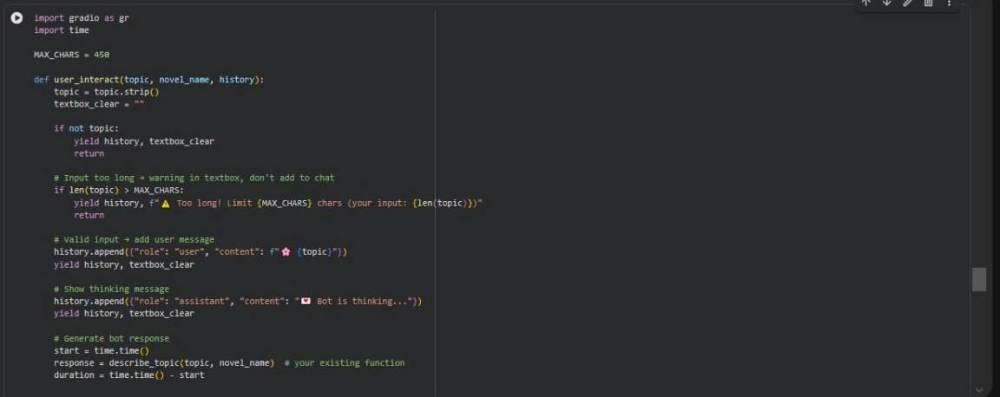 import gradio as gr
import time
MAX_CHARS = 450
def user_interact(topic, novel_name, history):
topic = topic.strip()
textbox_clear = ""
if not topic:
yield history, textbox_clear
return
# Input too long → warning in textbox, don't add to chat
if len(topic) > MAX_CHARS:
yield history, f"⚠️ Too long! Limit {MAX_CHARS} chars (your input: {len(topic)})"
return
# Valid input → add user message
history.append({"role": "user", "content": f"🌸 {topic}"})
yield history, textbox_clear
# Show thinking message
history.append({"role": "assistant", "content": "💌 Bot is thinking..."})
yield history, textbox_clear
# Generate bot response
start = time.time()
response = describe_topic(topic, novel_name)  # your existing function
duration = time.time() - start